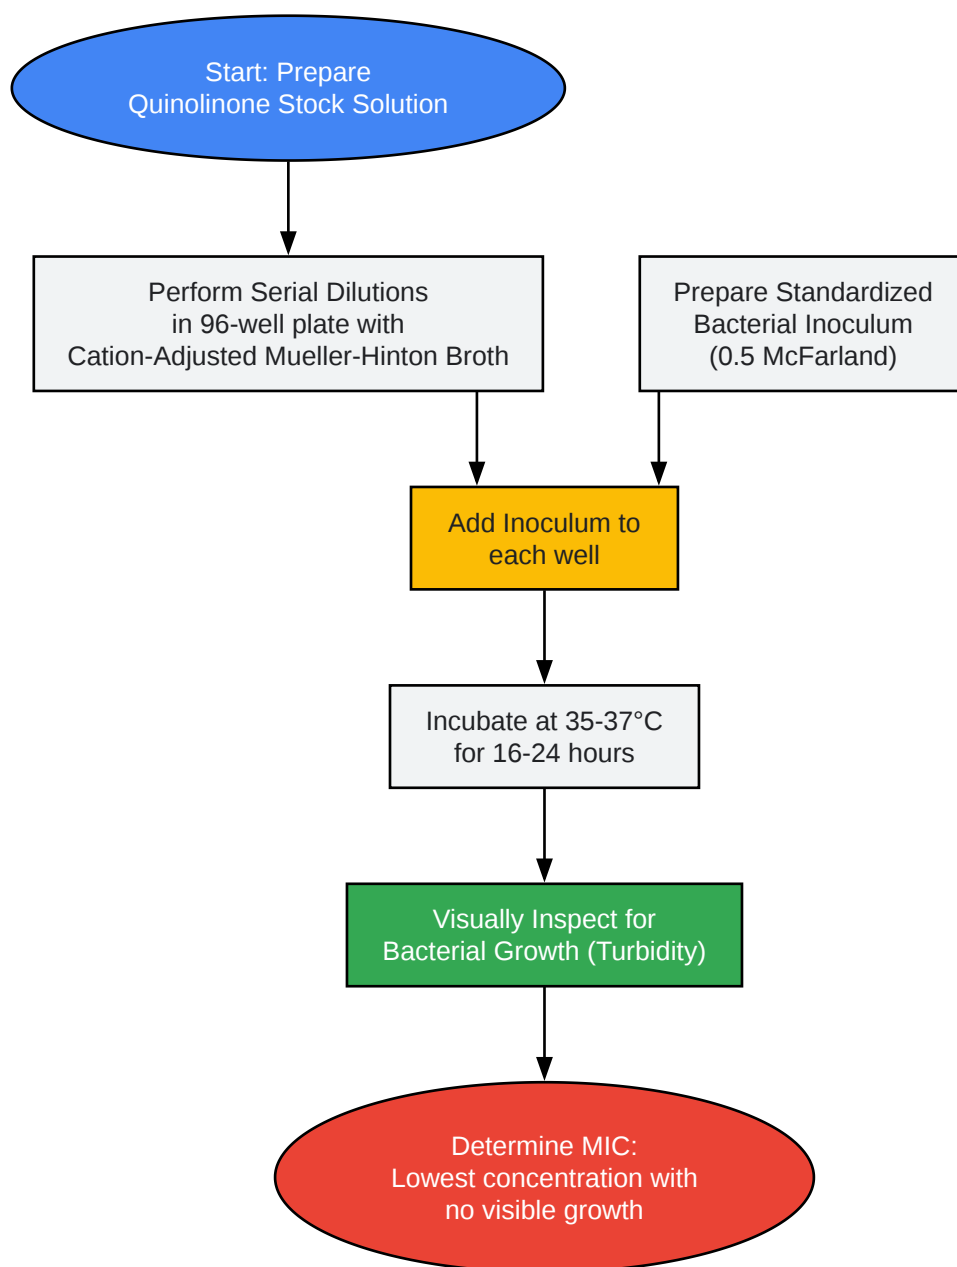 Start: Prepare
Quinolinone Stock Solution
Perform Serial Dilutions
in 96-well plate with
Cation-Adjusted Mueller-Hinton Broth
Prepare Standardized
Bacterial Inoculum
(0.5 McFarland)
Add Inoculum to
each well
Incubate at 35-37°C
for 16-24 hours
Visually Inspect for
Bacterial Growth (Turbidity)
Determine MIC:
Lowest concentration with
no visible growth